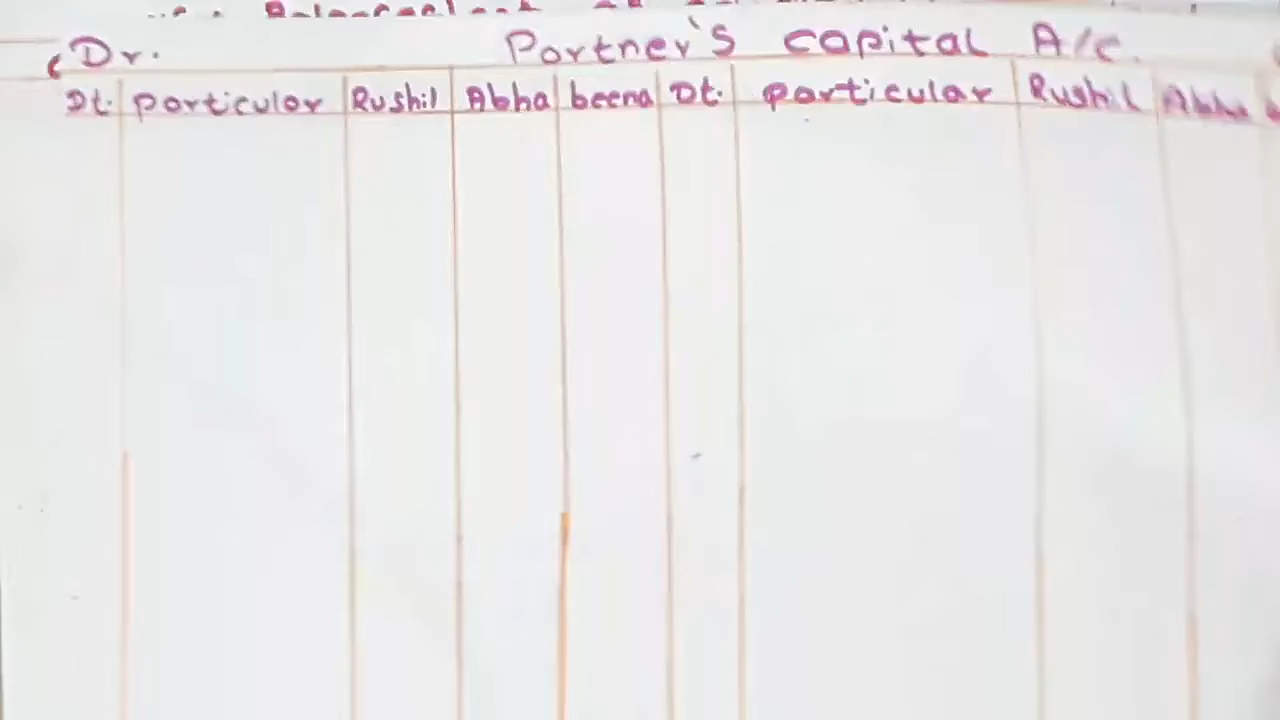 Dr. Partner's capital A/c.
Dt. particular Rushil Abha beena Dt. particular Rushil Abha